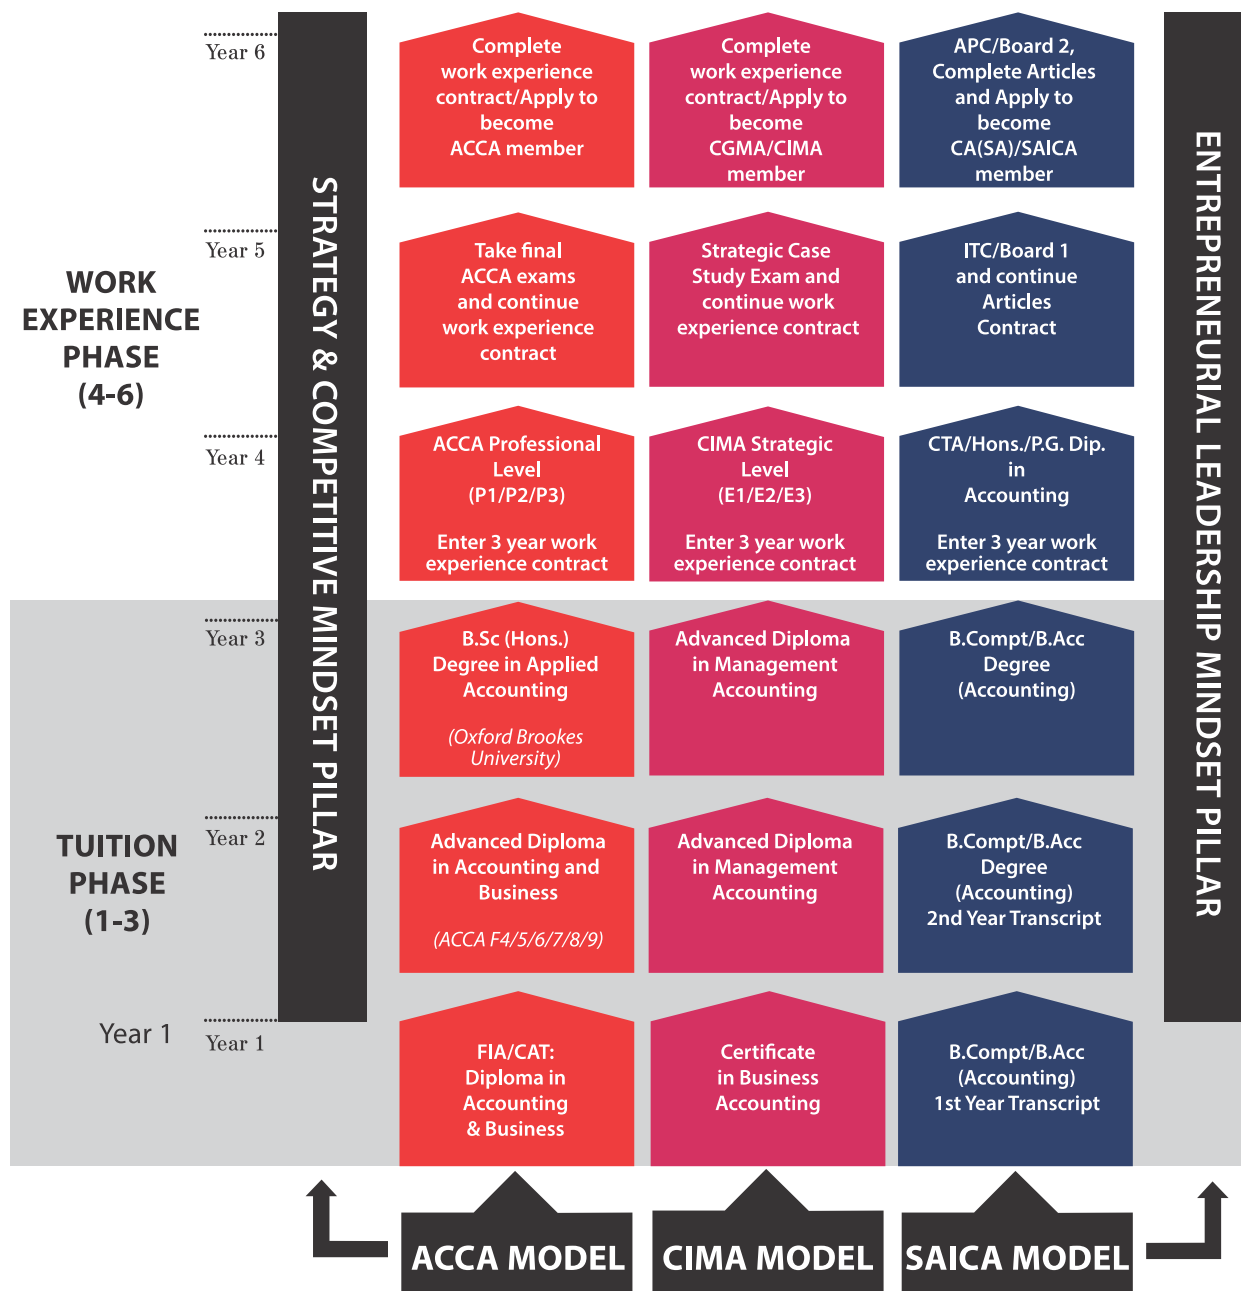 Year 6
Complete
work experience
contract/Apply to
become
ACCA member
Complete
work experience
contract/Apply to
become
CGMA/CIMA
member
APC/Board 2,
Complete Articles
and Apply to
become
CA(SA)/SAICA
member
STRATEGY & COMPETITIVE MINDSET PILLAR
ENTREPRENEURIAL LEADERSHIP MINDSET PILLAR
WORK
EXPERIENCE
PHASE
(4-6)
Year 5
Take final
ACCA exams
and continue
work experience
contract
Strategic Case
Study Exam and
continue work
experience contract
ITC/Board 1
and continue
Articles
Contract
Year 4
ACCA Professional
Level
(P1/P2/P3)
Enter 3 year work
experience contract
CIMA Strategic
Level
(E1/E2/E3)
Enter 3 year work
experience contract
CTA/Hons./P.G. Dip.
in
Accounting
Enter 3 year work
experience contract
Year 3
B.Sc (Hons.)
Degree in Applied
Accounting
(Oxford Brookes
University)
Advanced Diploma
in Management
Accounting
B.Compt/B.Acc
Degree
(Accounting)
TUITION
PHASE
(1-3)
Year 2
Advanced Diploma
in Accounting and
Business
(ACCA F4/5/6/7/8/9)
Advanced Diploma
in Management
Accounting
B.Compt/B.Acc
Degree
(Accounting)
2nd Year Transcript
Year 1
Year 1
FIA/CAT:
Diploma in
Accounting
& Business
Certificate
in Business
Accounting
B.Compt/B.Acc
(Accounting)
1st Year Transcript
ACCA MODEL
CIMA MODEL
SAICA MODEL